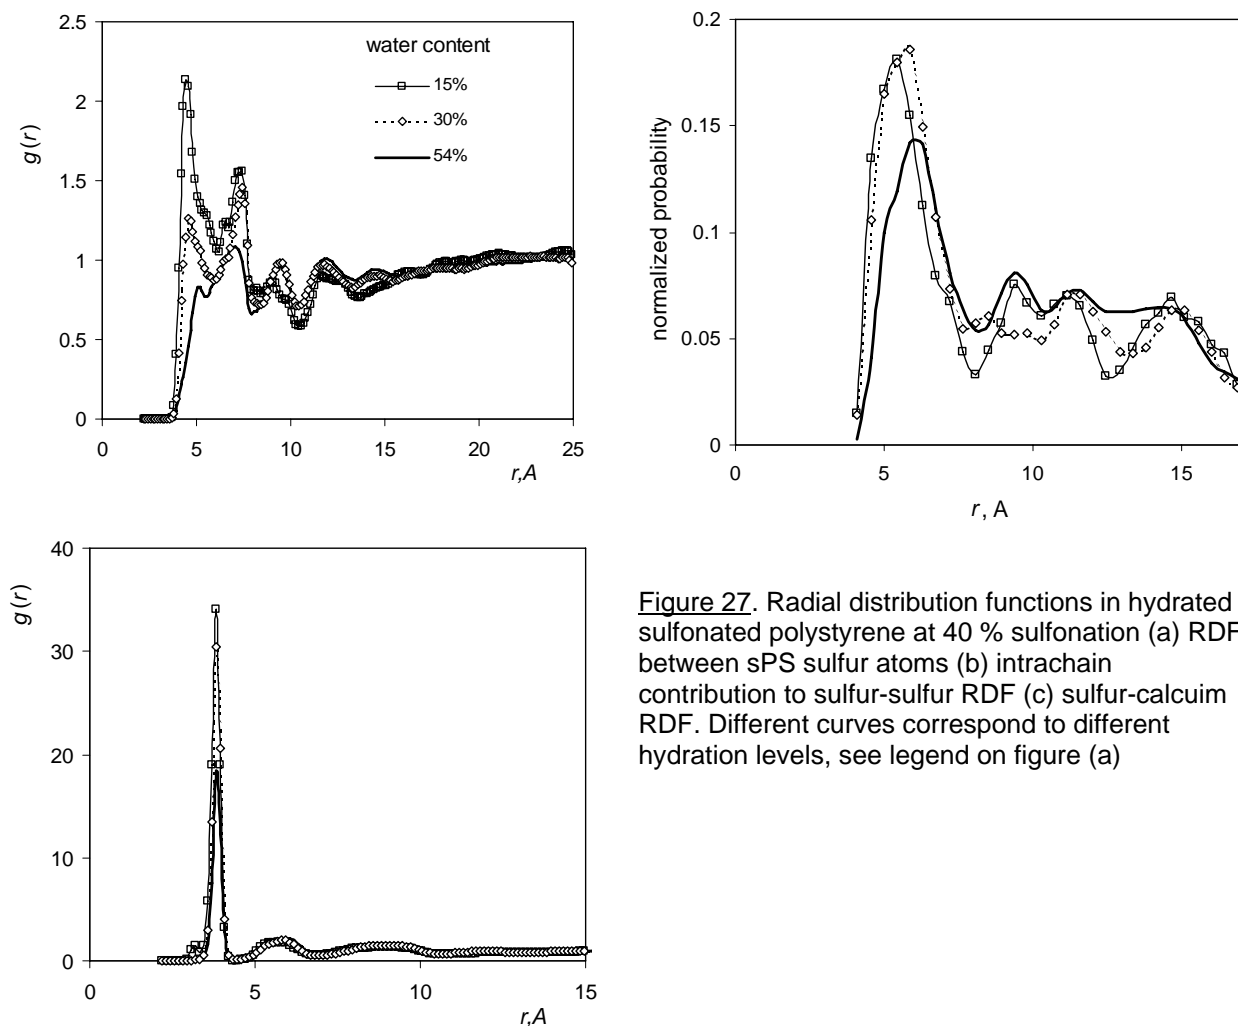 2.5
2
1.5
1
0.5
0
g(r)
water content
15%
30%
54%
0 5 10 15 20 25
r,A
0.2
0.15
0.1
0.05
0
normalized probability
0 5 10 15
r, A
40
30
20
10
0
g(r)
0 5 10 15
r,A
Figure 27. Radial distribution functions in hydrated
sulfonated polystyrene at 40 % sulfonation (a) RDF
between sPS sulfur atoms (b) intrachain
contribution to sulfur-sulfur RDF (c) sulfur-calcuim
RDF. Different curves correspond to different
hydration levels, see legend on figure (a)